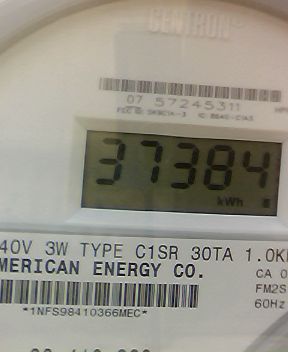 CENTRON
07 57245311
37384
kWh
40V 3W TYPE C1SR 30TA 1.0K
MERICAN ENERGY CO.
CA 0
FM2S
60Hz
*1NFS98410366MEC*